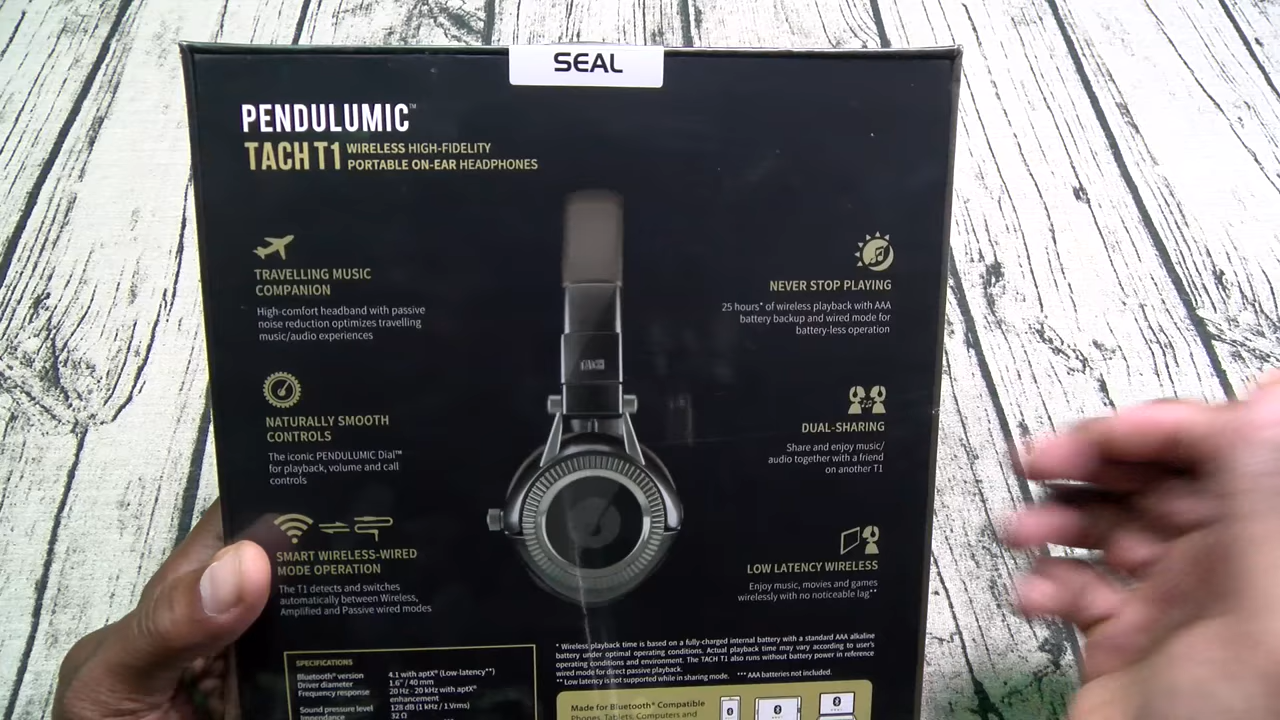 SEAL
PENDULUMIC™
TACH T1
WIRELESS HIGH-FIDELITY
PORTABLE ON-EAR HEADPHONES
TRAVELLING MUSIC
COMPANION
High-comfort headband with passive
noise reduction optimizes travelling
music/audio experiences
NATURALLY SMOOTH
CONTROLS
The iconic PENDULUMIC Dial™
for playback, volume and call
controls
SMART WIRELESS-WIRED
MODE OPERATION
The T1 detects and switches
automatically between Wireless,
Amplified and Passive wired modes
TACH
NEVER STOP PLAYING
25 hours* of wireless playback with AAA
battery backup and wired mode for
battery-less operation
DUAL-SHARING
Share and enjoy music/
audio together with a friend
on another T1
LOW LATENCY WIRELESS
Enjoy music, movies and games
wirelessly with no noticeable lag**
SPECIFICATIONS
Bluetooth® version 4.1 with aptX® (Low-latency**)
Driver diameter 1.6" / 40 mm
Frequency response 20 Hz - 20 kHz with aptX®
enhancement
Sound pressure level 128 dB (1 kHz / 1 Vrms)
Impendance 32 Ω
* Wireless playback time is based on a fully-charged internal battery with a standard AAA alkaline
battery under optimal operating conditions. Actual playback time may vary according to user's
operating conditions and environment. The TACH T1 also runs without battery power in reference
wired mode for direct passive playback.
** Low latency is not supported while in sharing mode. *** AAA batteries not included.
Made for Bluetooth® Compatible
Phones, Tablets, Computers and